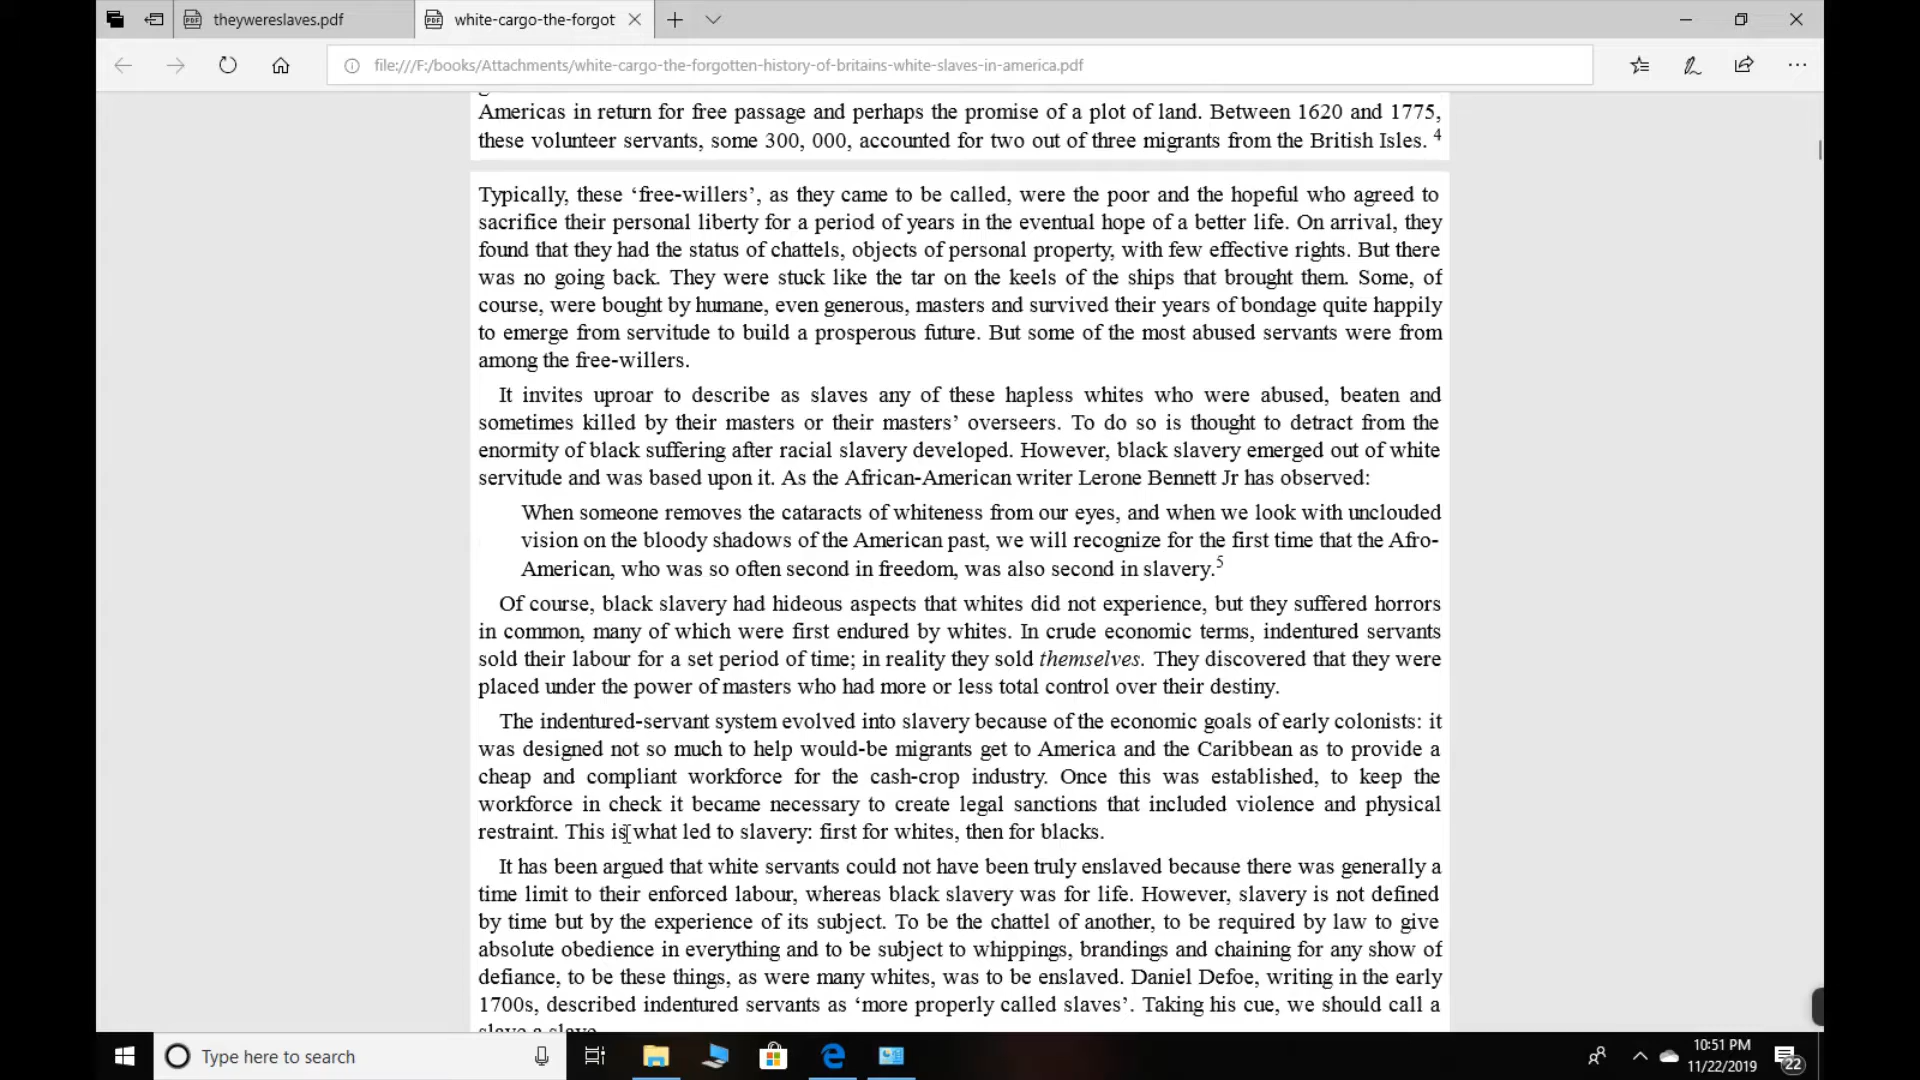 theywereslaves.pdf
white-cargo-the-forgot
file:///F:/books/Attachments/white-cargo-the-forgotten-history-of-britains-white-slaves-in-america.pdf
Americas in return for free passage and perhaps the promise of a plot of land. Between 1620 and 1775,
these volunteer servants, some 300, 000, accounted for two out of three migrants from the British Isles. 4
Typically, these ‘free-willers’, as they came to be called, were the poor and the hopeful who agreed to
sacrifice their personal liberty for a period of years in the eventual hope of a better life. On arrival, they
found that they had the status of chattels, objects of personal property, with few effective rights. But there
was no going back. They were stuck like the tar on the keels of the ships that brought them. Some, of
course, were bought by humane, even generous, masters and survived their years of bondage quite happily
to emerge from servitude to build a prosperous future. But some of the most abused servants were from
among the free-willers.
It invites uproar to describe as slaves any of these hapless whites who were abused, beaten and
sometimes killed by their masters or their masters’ overseers. To do so is thought to detract from the
enormity of black suffering after racial slavery developed. However, black slavery emerged out of white
servitude and was based upon it. As the African-American writer Lerone Bennett Jr has observed:
When someone removes the cataracts of whiteness from our eyes, and when we look with unclouded
vision on the bloody shadows of the American past, we will recognize for the first time that the Afro-
American, who was so often second in freedom, was also second in slavery.5
Of course, black slavery had hideous aspects that whites did not experience, but they suffered horrors
in common, many of which were first endured by whites. In crude economic terms, indentured servants
sold their labour for a set period of time; in reality they sold themselves. They discovered that they were
placed under the power of masters who had more or less total control over their destiny.
The indentured-servant system evolved into slavery because of the economic goals of early colonists: it
was designed not so much to help would-be migrants get to America and the Caribbean as to provide a
cheap and compliant workforce for the cash-crop industry. Once this was established, to keep the
workforce in check it became necessary to create legal sanctions that included violence and physical
restraint. This is what led to slavery: first for whites, then for blacks.
It has been argued that white servants could not have been truly enslaved because there was generally a
time limit to their enforced labour, whereas black slavery was for life. However, slavery is not defined
by time but by the experience of its subject. To be the chattel of another, to be required by law to give
absolute obedience in everything and to be subject to whippings, brandings and chaining for any show of
defiance, to be these things, as were many whites, was to be enslaved. Daniel Defoe, writing in the early
1700s, described indentured servants as ‘more properly called slaves’. Taking his cue, we should call a
slave a slave.
Type here to search
10:51 PM
11/22/2019
22